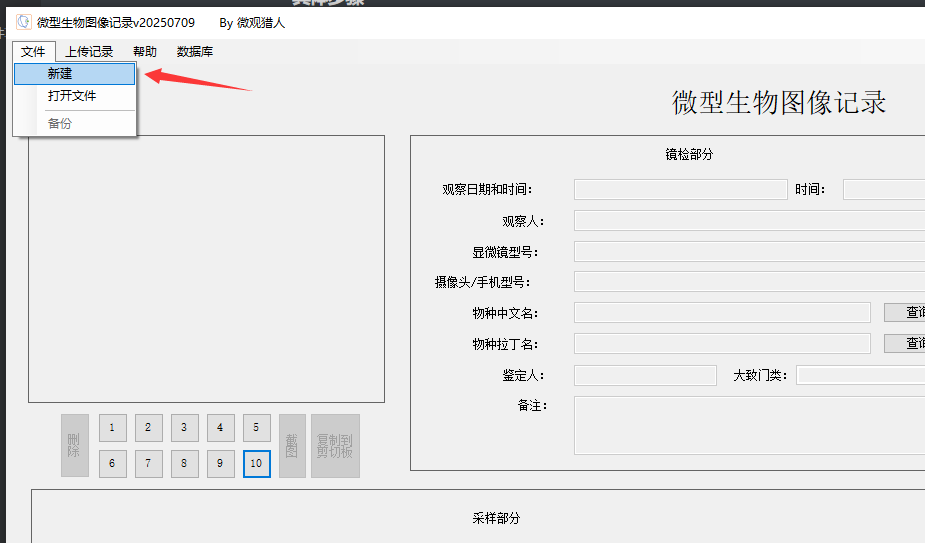 微型生物图像记录v20250709 By 微观猎人
文件 上传记录 帮助 数据库
新建
打开文件
备份
微型生物图像记录
镜检部分
观察日期和时间： 时间：
观察人：
显微镜型号：
摄像头/手机型号：
物种中文名： 查询
物种拉丁名： 查询
鉴定人： 大致门类：
备注：
删除 1 2 3 4 5 截图 复制到剪切板
6 7 8 9 10
采样部分